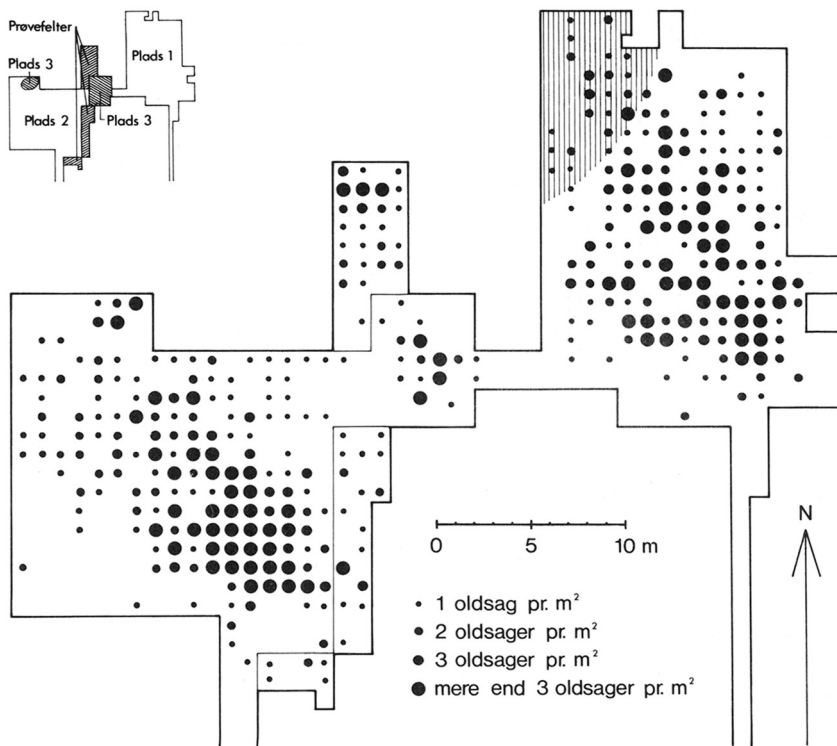 Prøvefelter
Plads 3
Plads 1
Plads 2
Plads 3
N
0 5 10 m
1 oldsag pr. m²
2 oldsager pr. m²
3 oldsager pr. m²
mere end 3 oldsager pr. m²